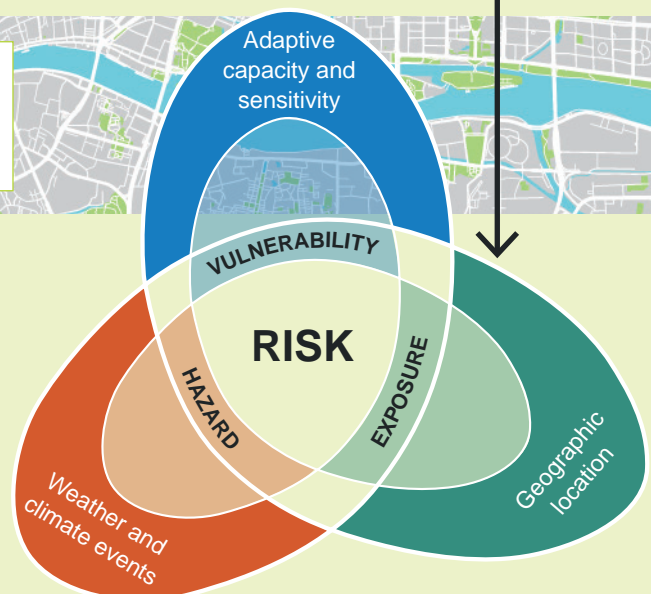 Adaptive
capacity and
sensitivity
VULNERABILITY
RISK
HAZARD
EXPOSURE
Weather and
climate events
Geographic
location